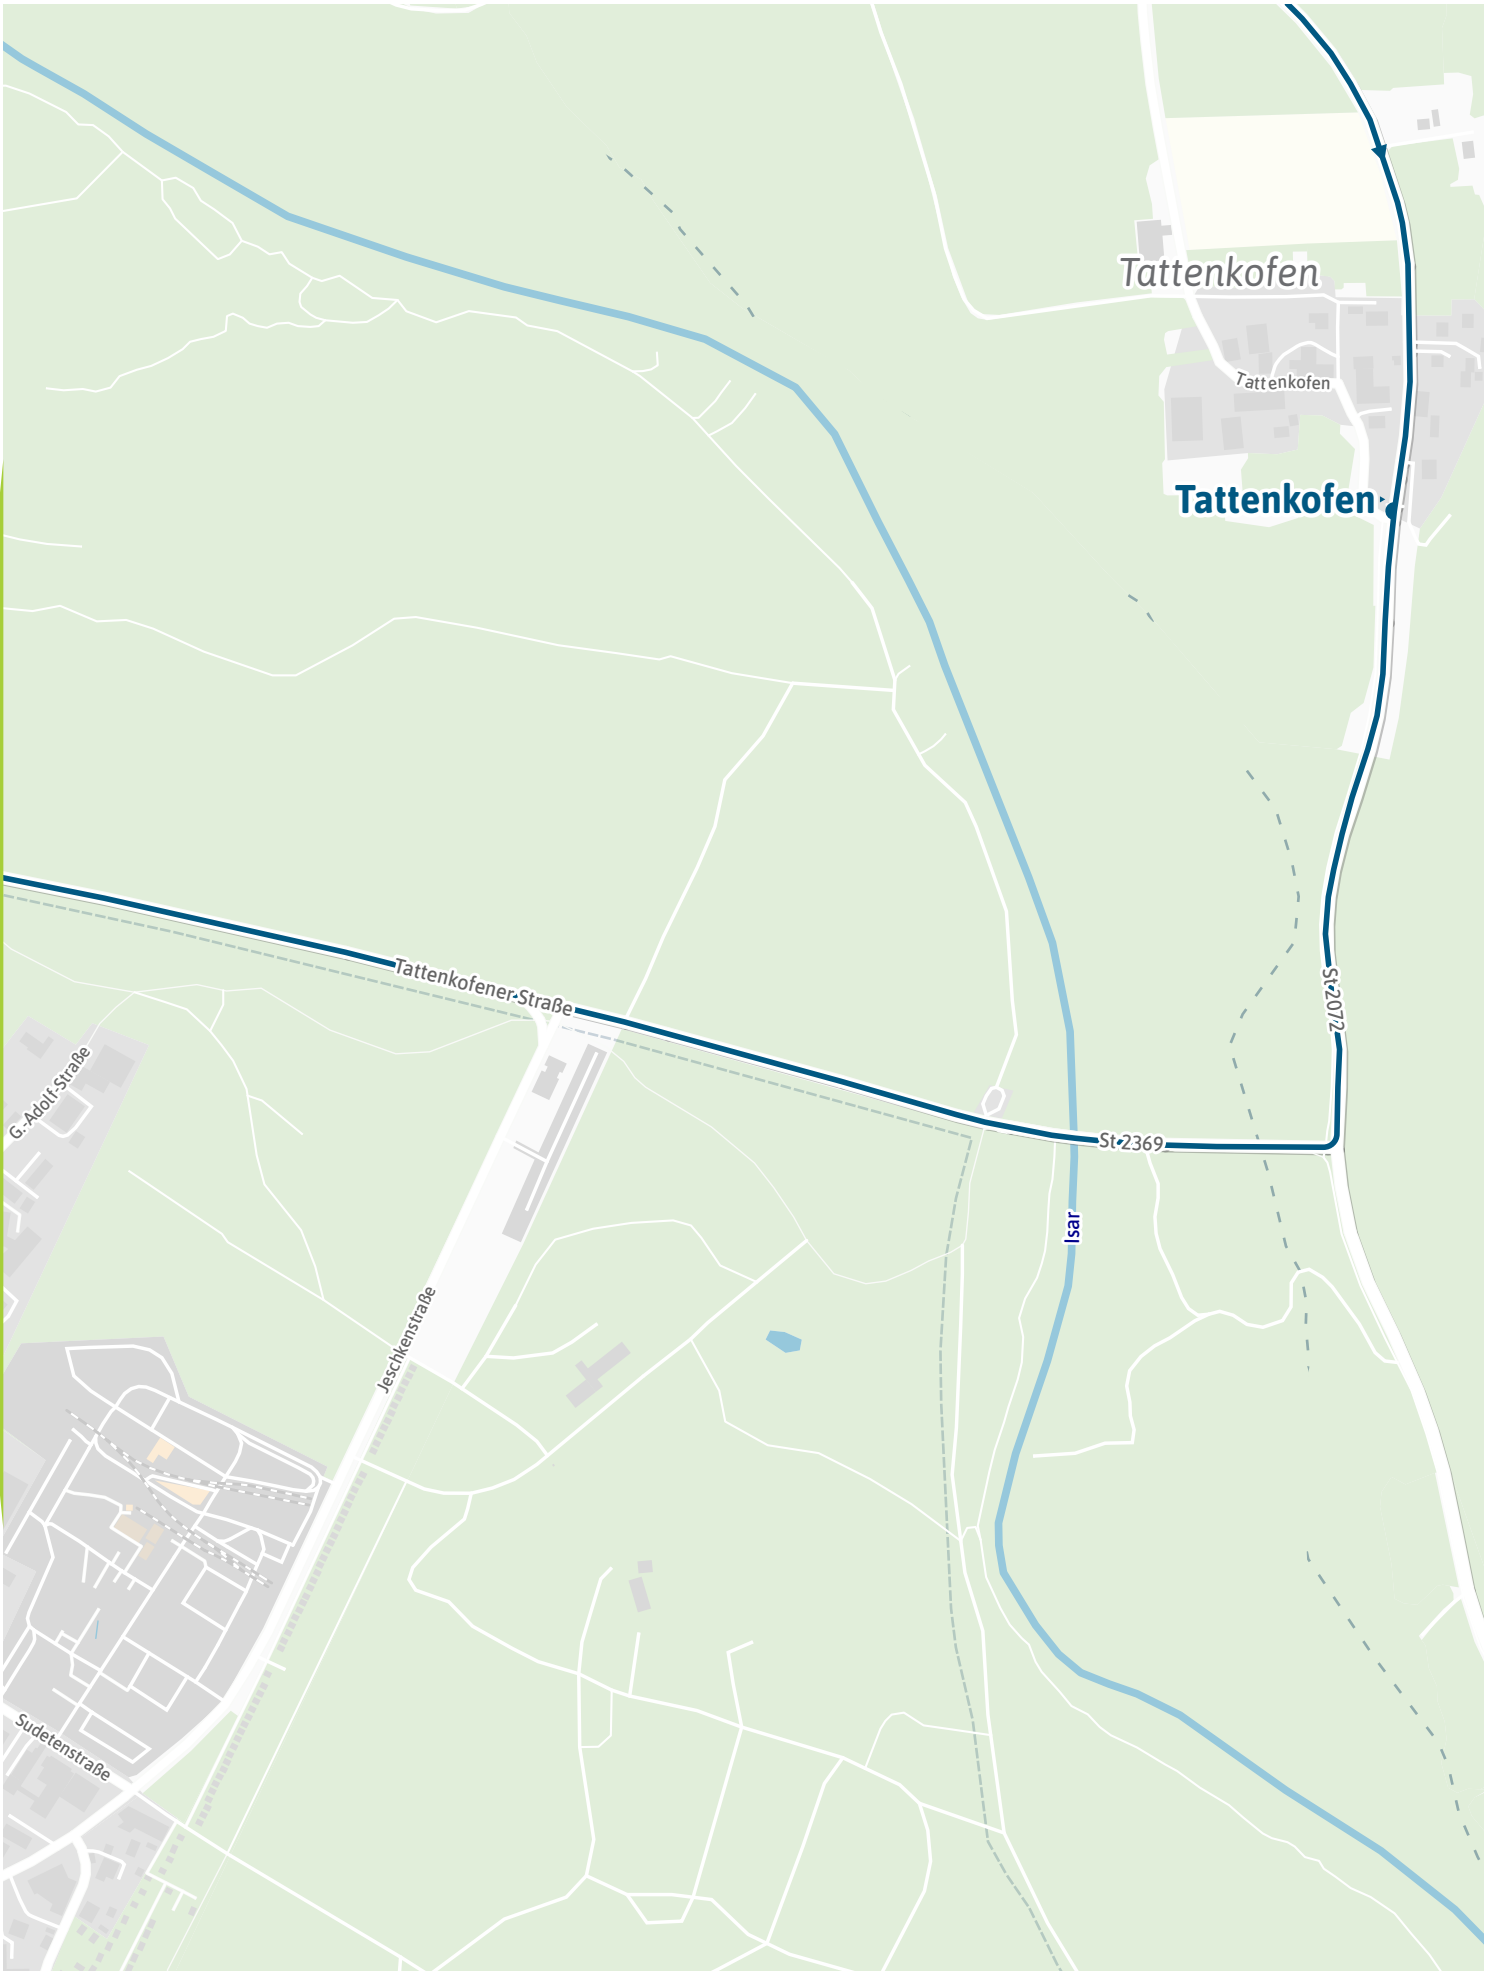 Tattenkofen
Tattenkofen
Tattenkofen
Tattenkofener Straße
St 2072
G.-Adolf-Straße
St 2369
Isar
Jeschkenstraße
Sudetenstraße